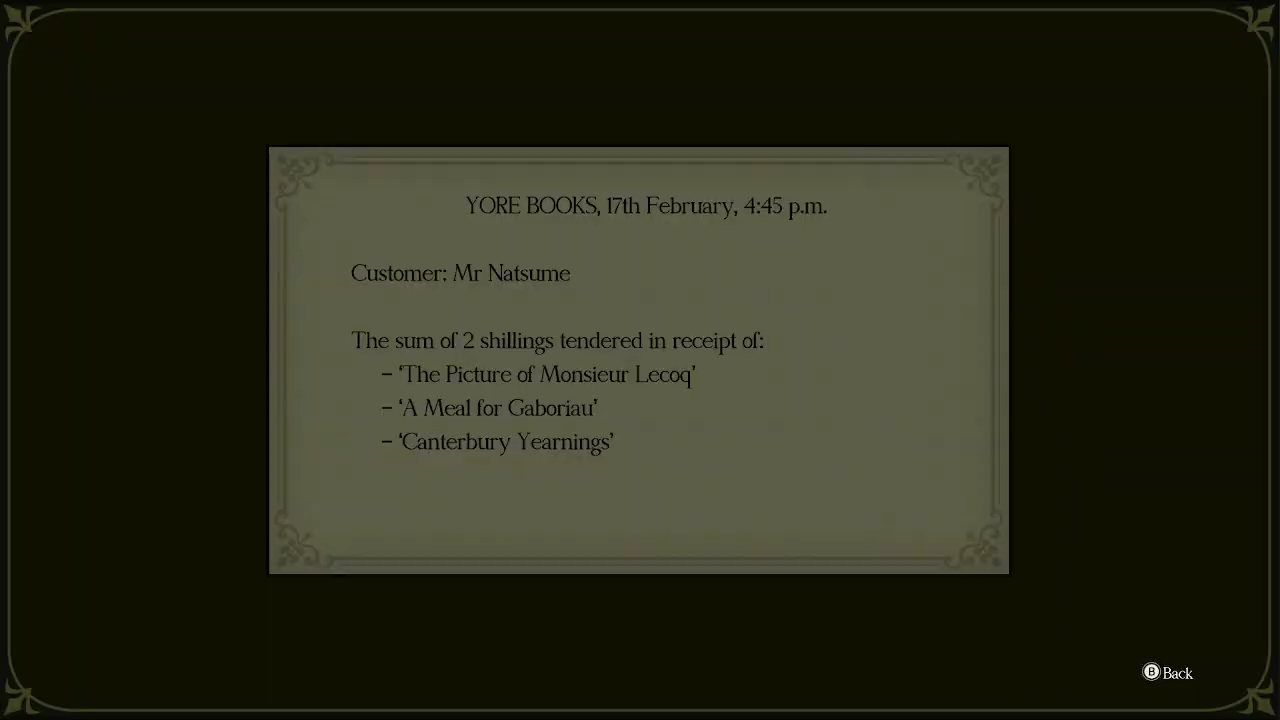 YORE BOOKS, 17th February, 4:45 p.m.
Customer: Mr Natsume
The sum of 2 shillings tendered in receipt of:
– ‘The Picture of Monsieur Lecoq’
– ‘A Meal for Gaboriau’
– ‘Canterbury Yearnings’
B Back